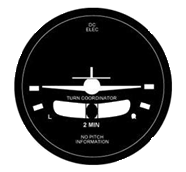 DC
ELEC
TURN COORDINATOR
L R
2 MIN
NO PITCH
INFORMATION